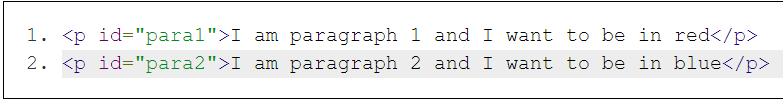 1. <p id="para1">I am paragraph 1 and I want to be in red</p>
2. <p id="para2">I am paragraph 2 and I want to be in blue</p>